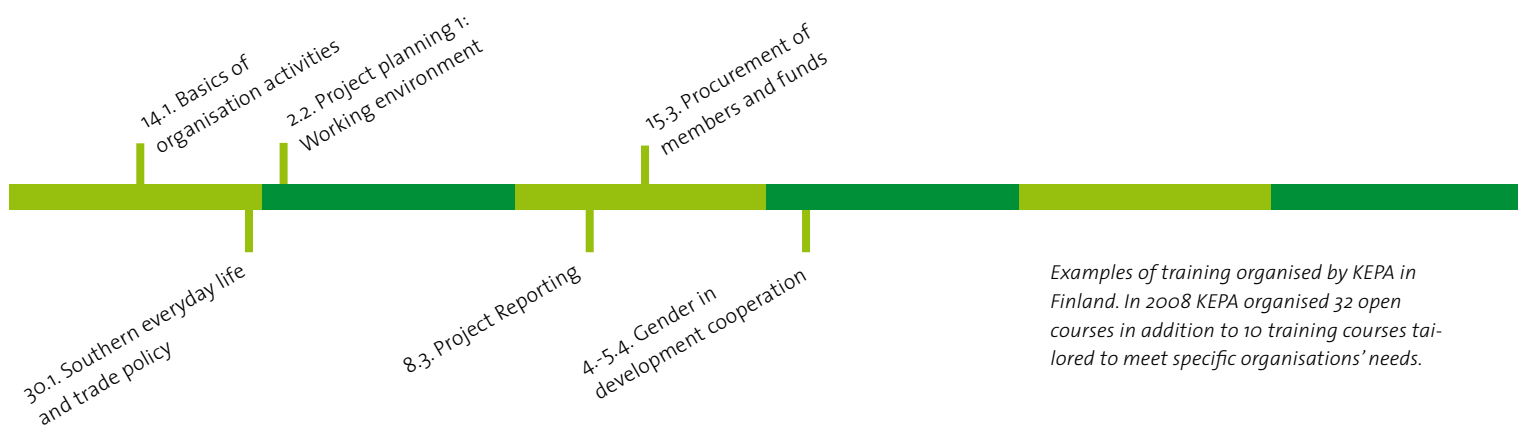 14.1. Basics of
organisation activities
2.2. Project planning 1:
Working environment
15.3. Procurement of
members and funds
30.1. Southern everyday life
and trade policy
8.3. Project Reporting
4.-5.4. Gender in
development cooperation
Examples of training organised by KEPA in
Finland. In 2008 KEPA organised 32 open
courses in addition to 10 training courses tai-
lored to meet specific organisations’ needs.